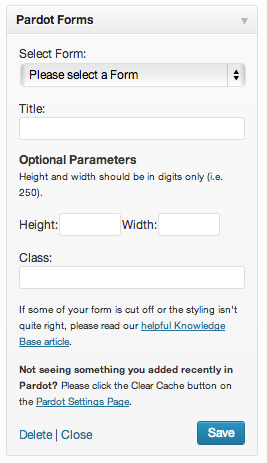 Pardot Forms
Select Form:
Please select a Form
Title:
Optional Parameters
Height and width should be in digits only (i.e.
250).
Height: Width:
Class:
If some of your form is cut off or the styling isn't
quite right, please read our helpful Knowledge
Base article.
Not seeing something you added recently in
Pardot? Please click the Clear Cache button on
the Pardot Settings Page.
Delete | Close
Save